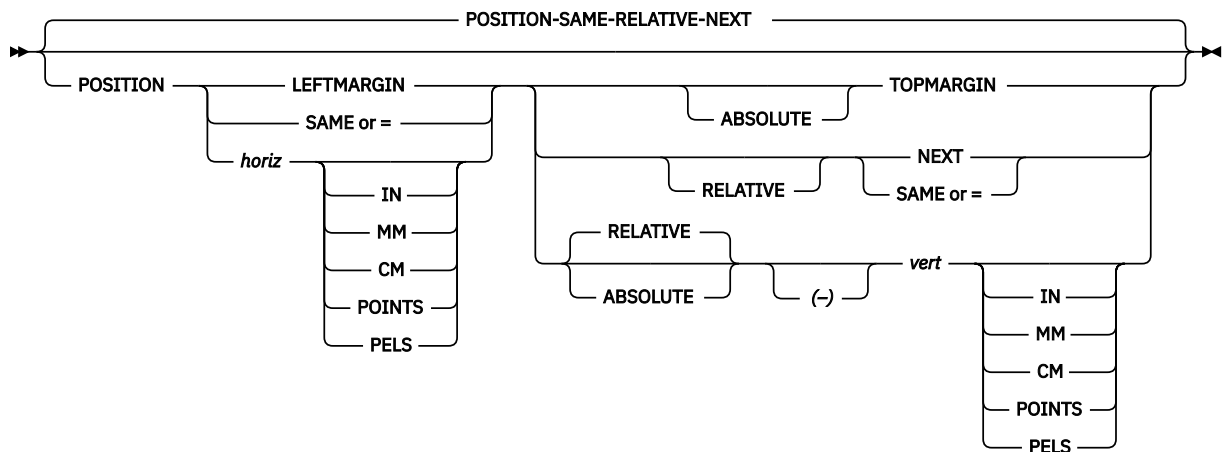 POSITION-SAME-RELATIVE-NEXT
POSITION LEFTMARGIN TOPMARGIN
SAME or = ABSOLUTE
horiz NEXT
IN RELATIVE SAME or =
MM RELATIVE
CM vert
POINTS ABSOLUTE (–) IN
PELS MM
CM
POINTS
PELS